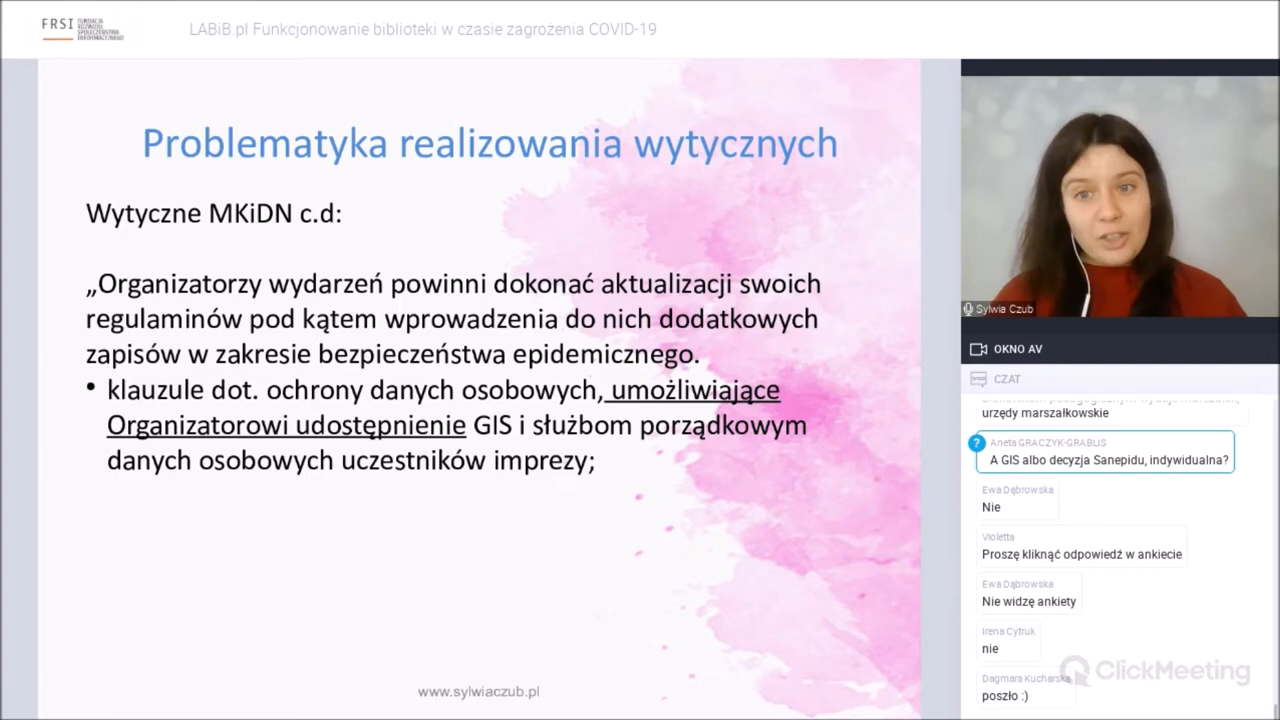 FRSI
FUNDACJA
ROZWOJU
SPOŁECZEŃSTWA
INFORMACYJNEGO
LABiB.pl Funkcjonowanie biblioteki w czasie zagrożenia COVID-19
Problematyka realizowania wytycznych
Wytyczne MKiDN c.d:
„Organizatorzy wydarzeń powinni dokonać aktualizacji swoich
regulaminów pod kątem wprowadzenia do nich dodatkowych
zapisów w zakresie bezpieczeństwa epidemicznego.
• klauzule dot. ochrony danych osobowych, umożliwiające
Organizatorowi udostępnienie GIS i służbom porządkowym
danych osobowych uczestników imprezy;
www.sylwiaczub.pl
Sylwia Czub
OKNO AV
CZAT
urzędy marszałkowskie
?
Aneta GRACZYK-GRABLIS
A GIS albo decyzja Sanepidu, indywidualna?
Ewa Dąbrowska
Nie
Violetta
Proszę kliknąć odpowiedź w ankiecie
Ewa Dąbrowska
Nie widzę ankiety
Irena Cytruk
nie
Dagmara Kucharska
poszło :)
ClickMeeting